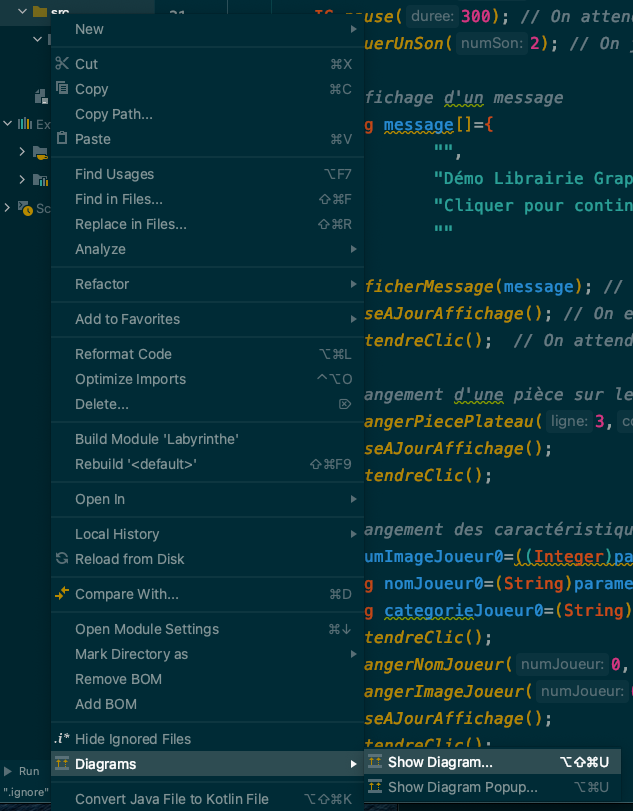 src
31
IG.pause( duree: 300); // On attend
New
uerUnSon( numSon: 2); // On j
Cut ⌘X
Copy ⌘C
fichage d'un message
Copy Path...
Ex
g message[]={
Paste ⌘V
"",
Find Usages ⌥F7
"Démo Librairie Grap
Find in Files... ⇧⌘F
Sc
"Cliquer pour contin
Replace in Files... ⇧⌘R
""
Analyze
Refactor
ficherMessage(message); //
Add to Favorites
seAJourAffichage(); // On e
tendreClic(); // On attend
Reformat Code ⌥⌘L
Optimize Imports ^⌥O
angement d'une pièce sur le
Delete... ⌦
angerPiecePlateau( ligne: 3, co
Build Module 'Labyrinthe'
seAJourAffichage();
Rebuild '<default>' ⇧⌘F9
tendreClic();
Open In
angement des caractéristiqu
Local History
Reload from Disk
umImageJoueur0=((Integer)pa
g nomJoueur0=(String)parame
Compare With... ⌘D
g categorieJoueur0=(String)
Open Module Settings ⌘↓
tendreClic();
Mark Directory as
angerNomJoueur( numJoueur: 0,
Remove BOM
angerImageJoueur( numJoueur:
Add BOM
seAJourAffichage();
.i* Hide Ignored Files
tendreClic();
Run
Diagrams
Show Diagram... ⌥⇧⌘U
".ignore"
Show Diagram Popup... ⌥⌘U
Convert Java File to Kotlin File ⌥⇧⌘K